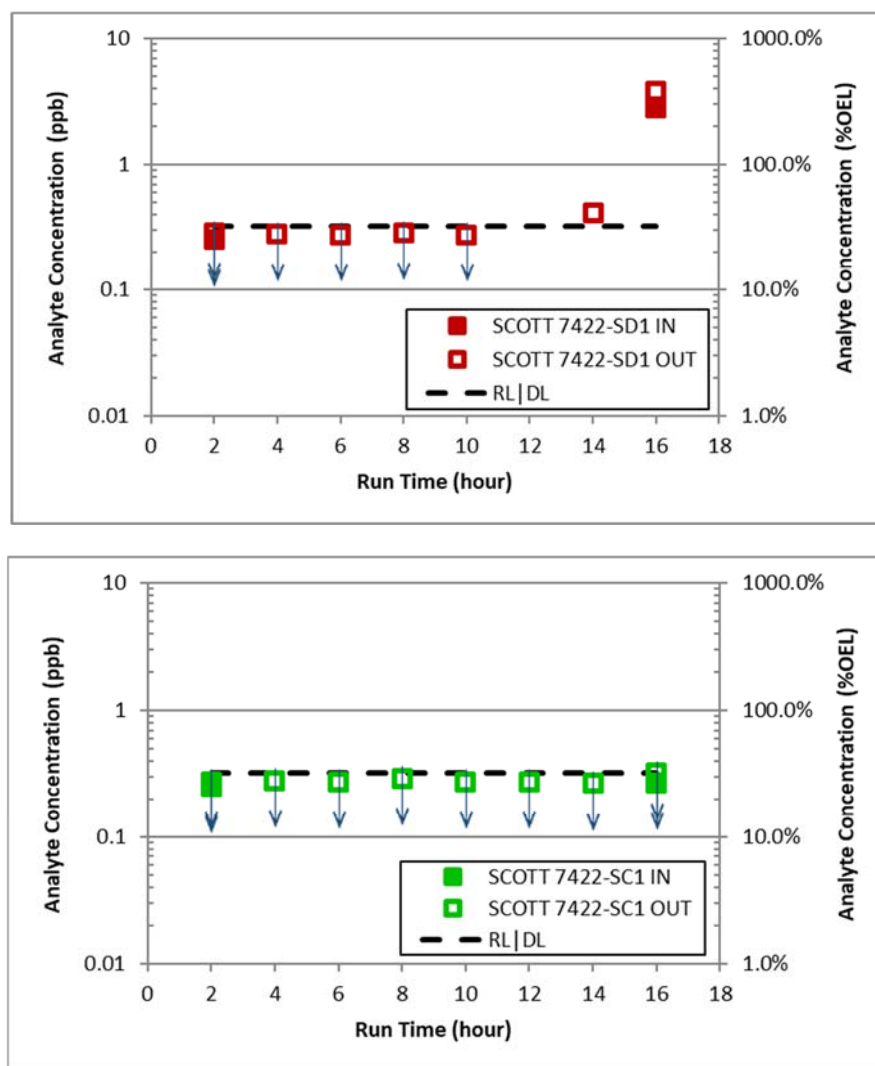 10
1
0.1
0.01
Analyte Concentration (ppb)
1000.0%
100.0%
10.0%
1.0%
Analyte Concentration (%OEL)
SCOTT 7422-SD1 IN
SCOTT 7422-SD1 OUT
RL|DL
0 2 4 6 8 10 12 14 16 18
Run Time (hour)
10
1
0.1
0.01
Analyte Concentration (ppb)
1000.0%
100.0%
10.0%
1.0%
Analyte Concentration (%OEL)
SCOTT 7422-SC1 IN
SCOTT 7422-SC1 OUT
RL|DL
0 2 4 6 8 10 12 14 16 18
Run Time (hour)